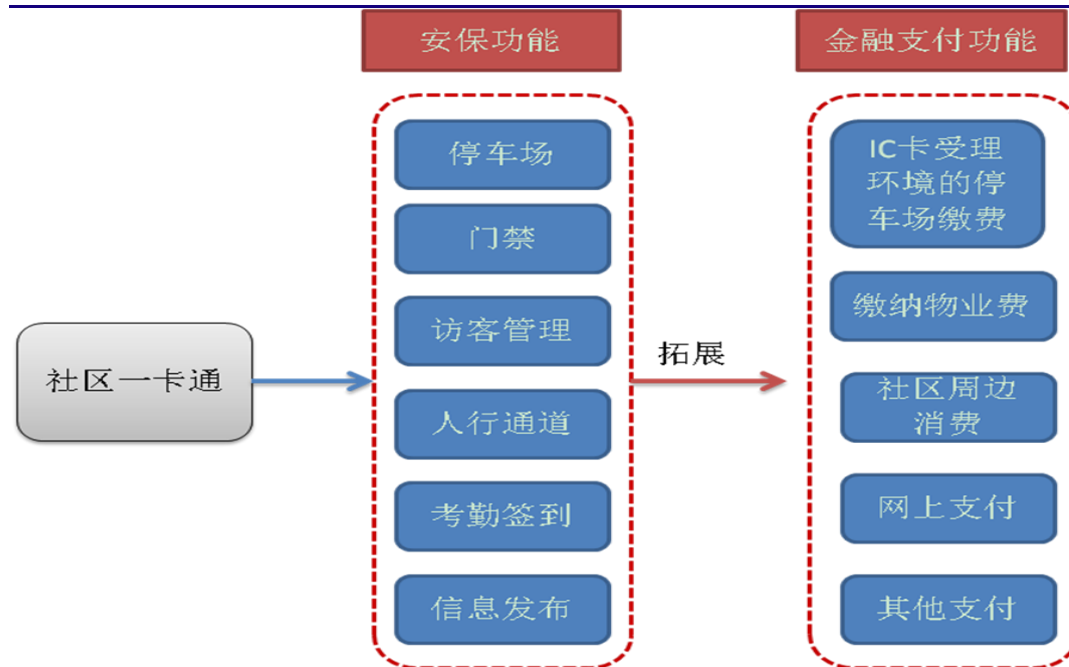 安保功能
金融支付功能
社区一卡通
停车场
门禁
访客管理
人行通道
考勤签到
信息发布
拓展
IC卡受理
环境的停
车场缴费
缴纳物业费
社区周边
消费
网上支付
其他支付